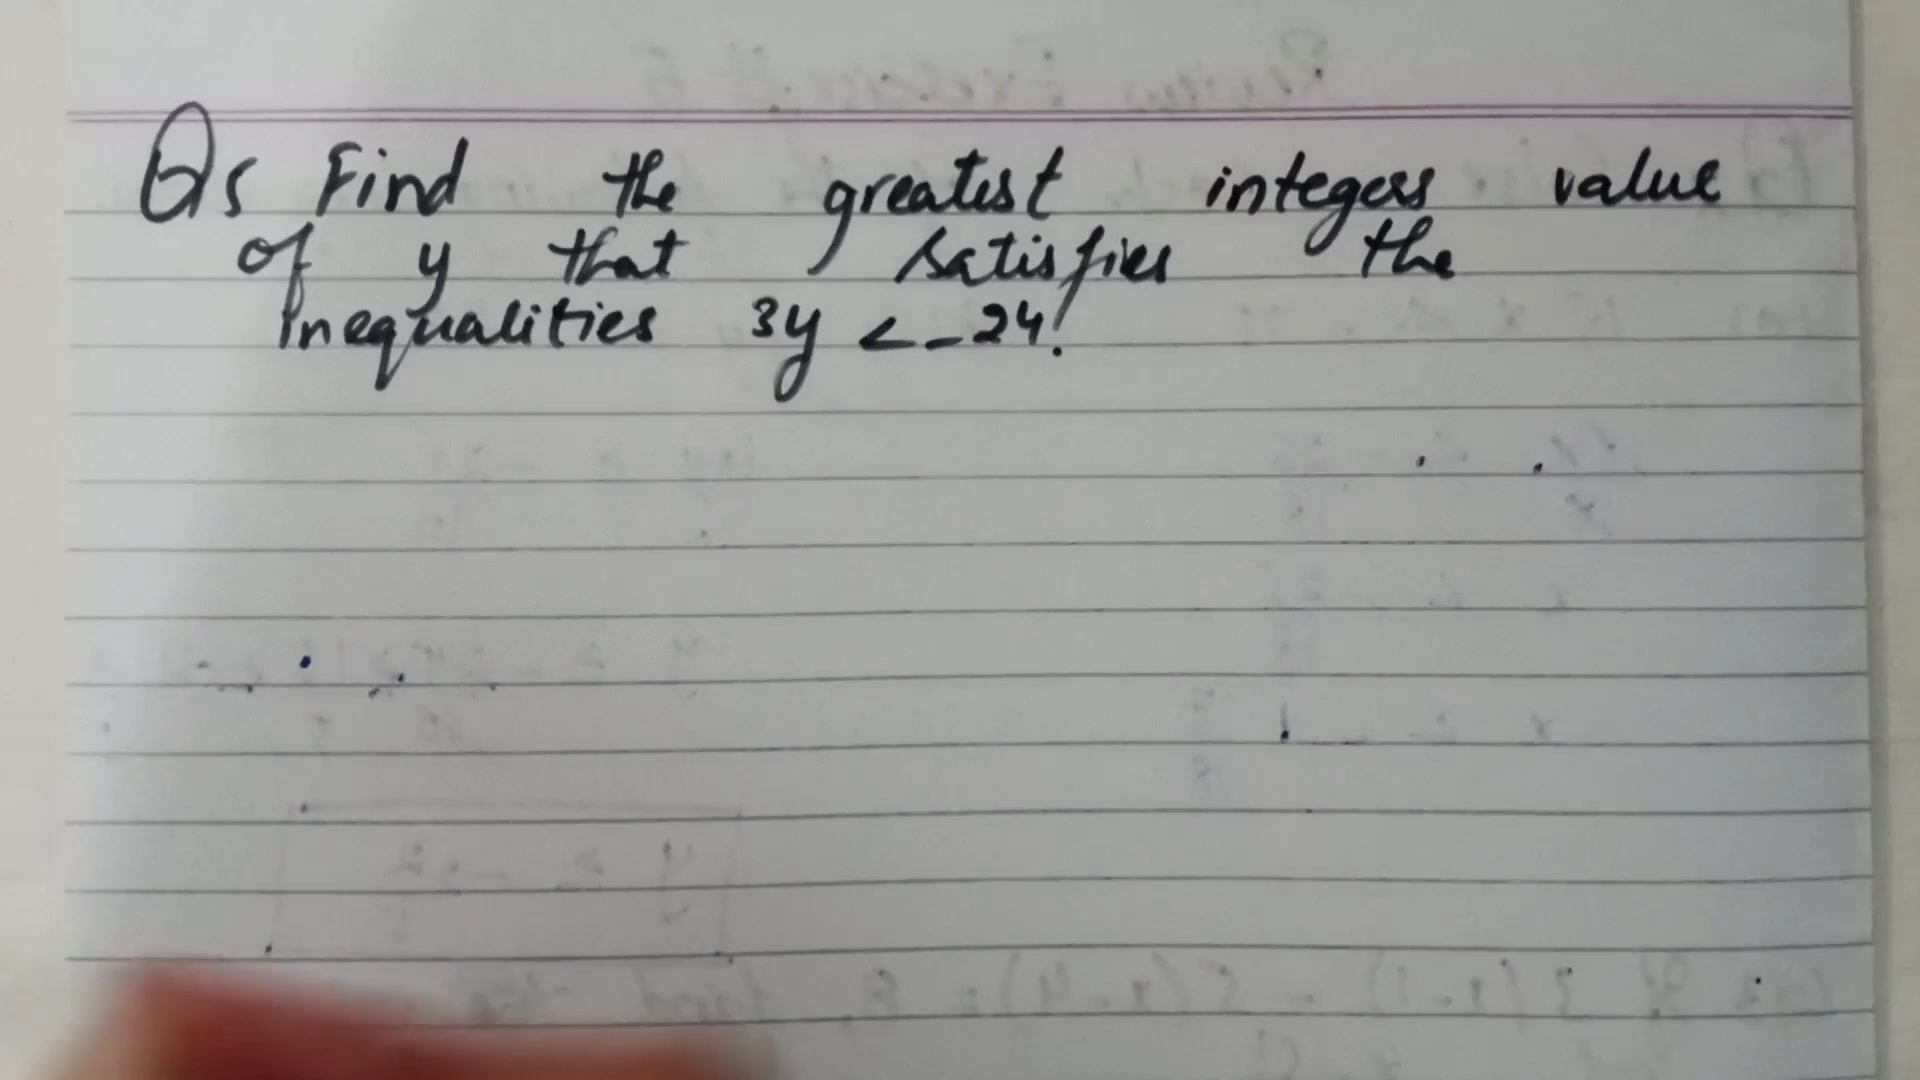 Qs Find the greatest integers value
of y that satisfies the
inequalities 3y < -24!